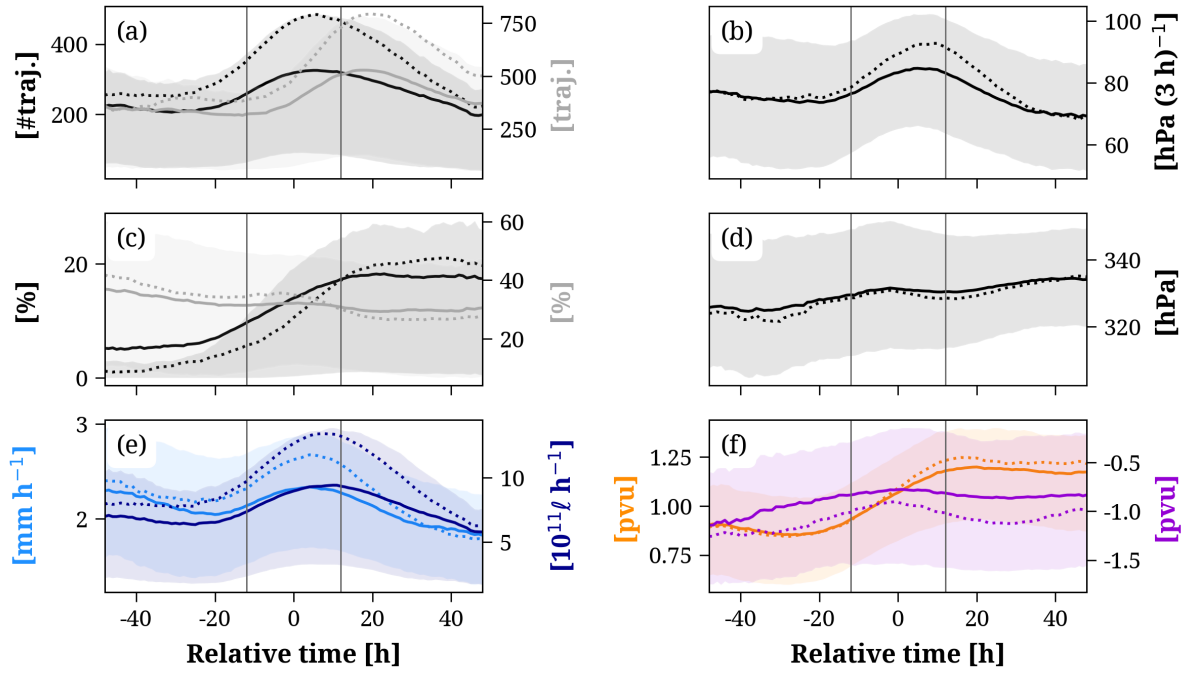 (a)
400
200
[#traj.]
750
500
250
[traj.]
(b)
100
80
60
[hPa (3 h)⁻¹]
(c)
20
0
[%]
60
40
20
[%]
(d)
340
320
[hPa]
(e)
3
2
[mm h⁻¹]
10
5
[10¹¹ℓ h⁻¹]
-40 -20 0 20 40
Relative time [h]
(f)
1.25
1.00
0.75
[pvu]
-0.5
-1.0
-1.5
[pvu]
-40 -20 0 20 40
Relative time [h]